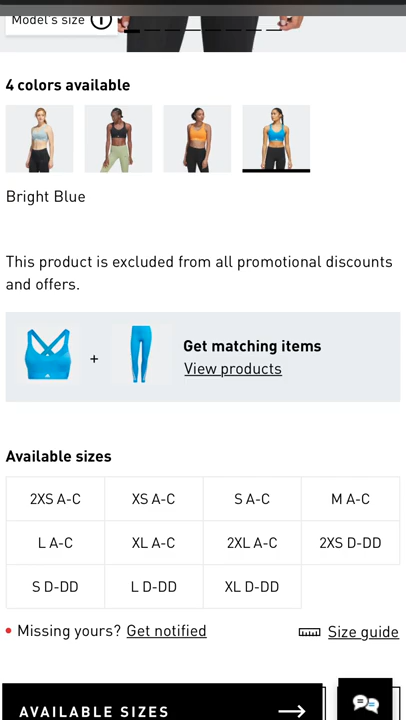 Model's size
4 colors available
Bright Blue
This product is excluded from all promotional discounts
and offers.
Get matching items
+
View products
Available sizes
2XS A-C XS A-C S A-C M A-C
L A-C XL A-C 2XL A-C 2XS D-DD
S D-DD L D-DD XL D-DD
Missing yours? Get notified Size guide
AVAILABLE SIZES